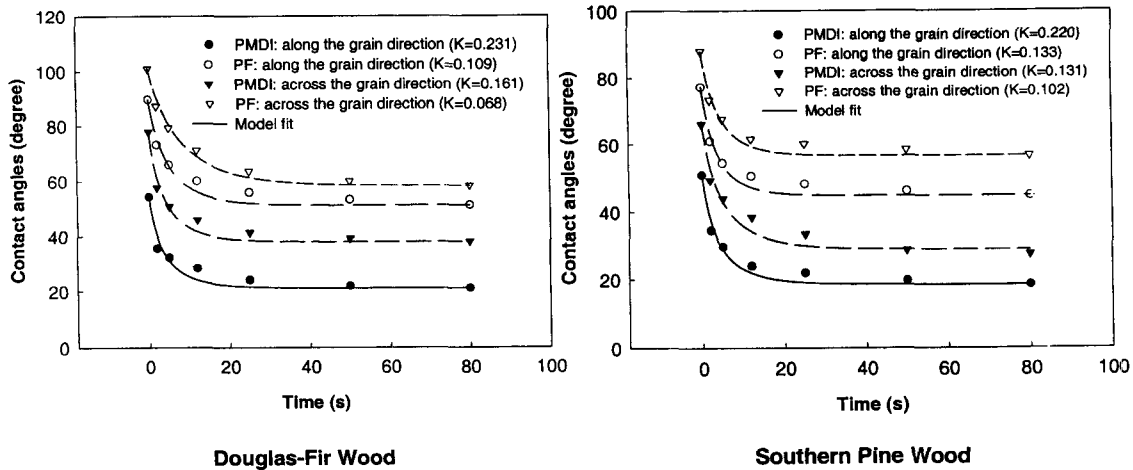 PMDI: along the grain direction (K=0.231)
PF: along the grain direction (K=0.109)
PMDI: across the grain direction (K=0.161)
PF: across the grain direction (K=0.068)
Model fit
Contact angles (degree)
120
100
80
60
40
20
0
0 20 40 60 80 100
Time (s)
Douglas-Fir Wood
PMDI: along the grain direction (K=0.220)
PF: along the grain direction (K=0.133)
PMDI: across the grain direction (K=0.131)
PF: across the grain direction (K=0.102)
Model fit
Contact angles (degree)
100
80
60
40
20
0
0 20 40 60 80 100
Time (s)
Southern Pine Wood